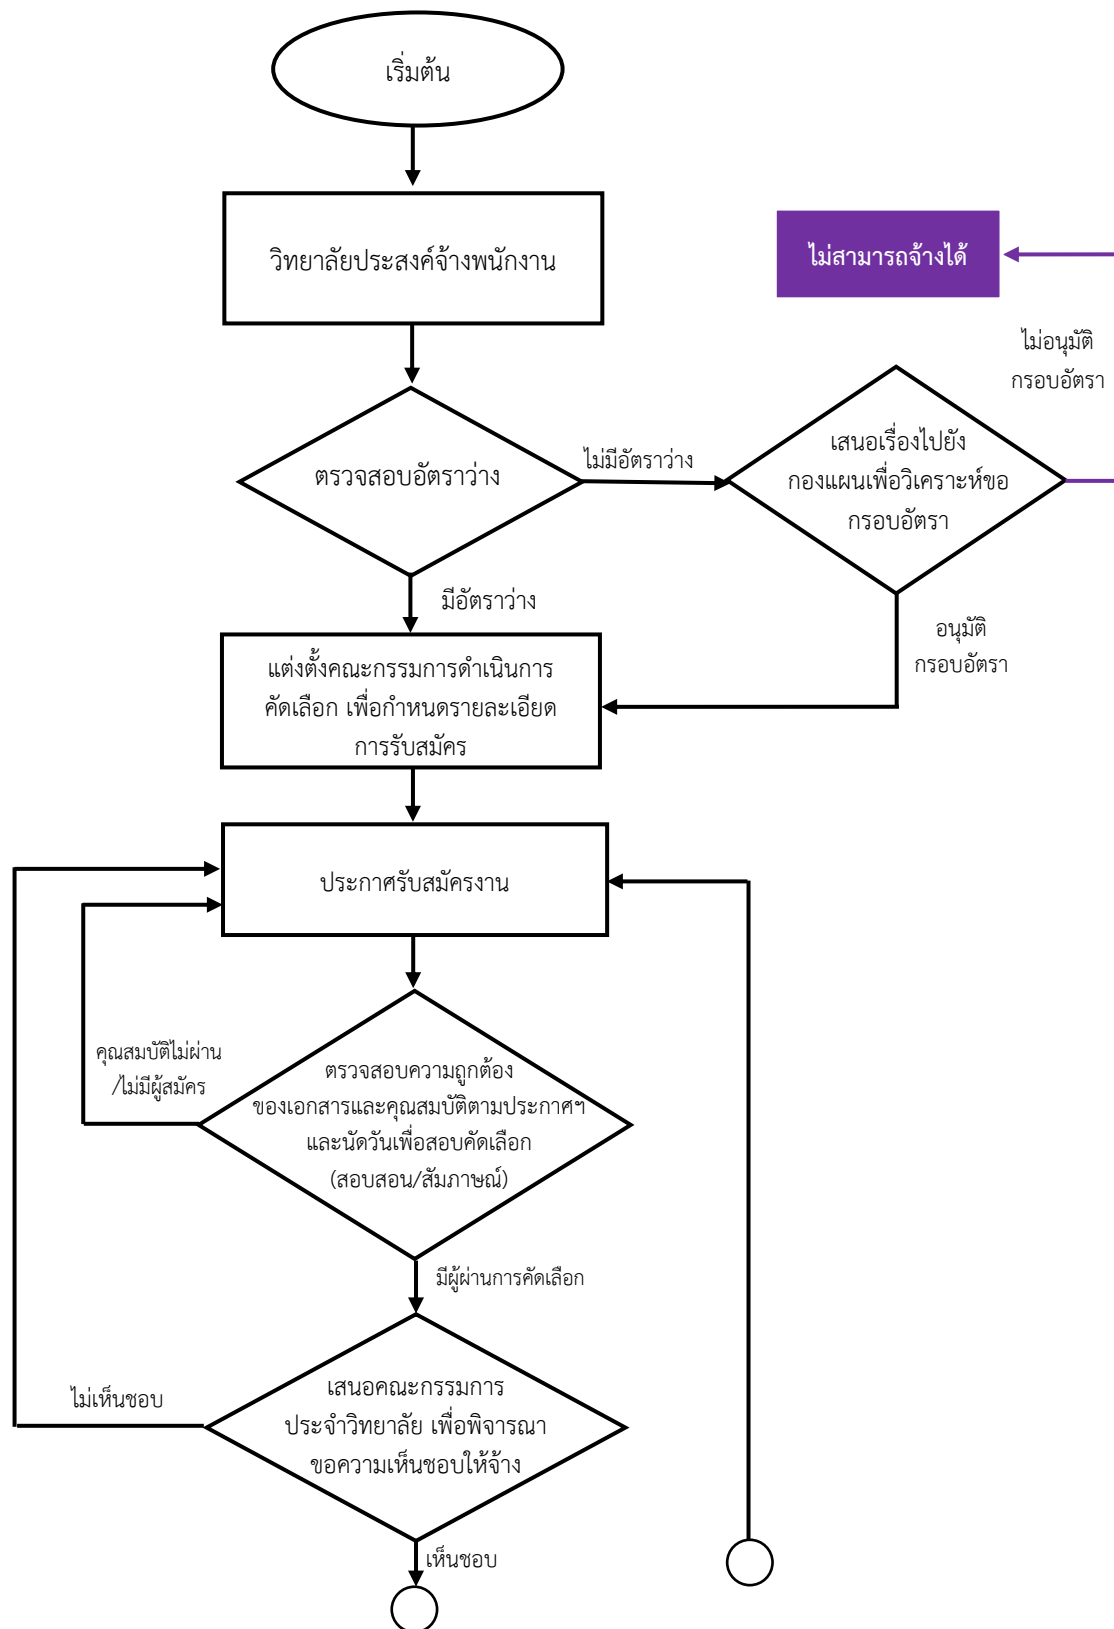 เริ่มต้น
วิทยาลัยประสงค์จ้างพนักงาน
ไม่สามารถจ้างได้
ไม่อนุมัติ
กรอบอัตรา
ตรวจสอบอัตราว่าง
ไม่มีอัตราว่าง
เสนอเรื่องไปยัง
กองแผนเพื่อวิเคราะห์ขอ
กรอบอัตรา
มีอัตราว่าง
อนุมัติ
กรอบอัตรา
แต่งตั้งคณะกรรมการดำเนินการ
คัดเลือก เพื่อกำหนดรายละเอียด
การรับสมัคร
ประกาศรับสมัครงาน
คุณสมบัติไม่ผ่าน
/ไม่มีผู้สมัคร
ตรวจสอบความถูกต้อง
ของเอกสารและคุณสมบัติตามประกาศฯ
และนัดวันเพื่อสอบคัดเลือก
(สอบสอน/สัมภาษณ์)
มีผู้ผ่านการคัดเลือก
ไม่เห็นชอบ
เสนอคณะกรรมการ
ประจำวิทยาลัย เพื่อพิจารณา
ขอความเห็นชอบให้จ้าง
เห็นชอบ